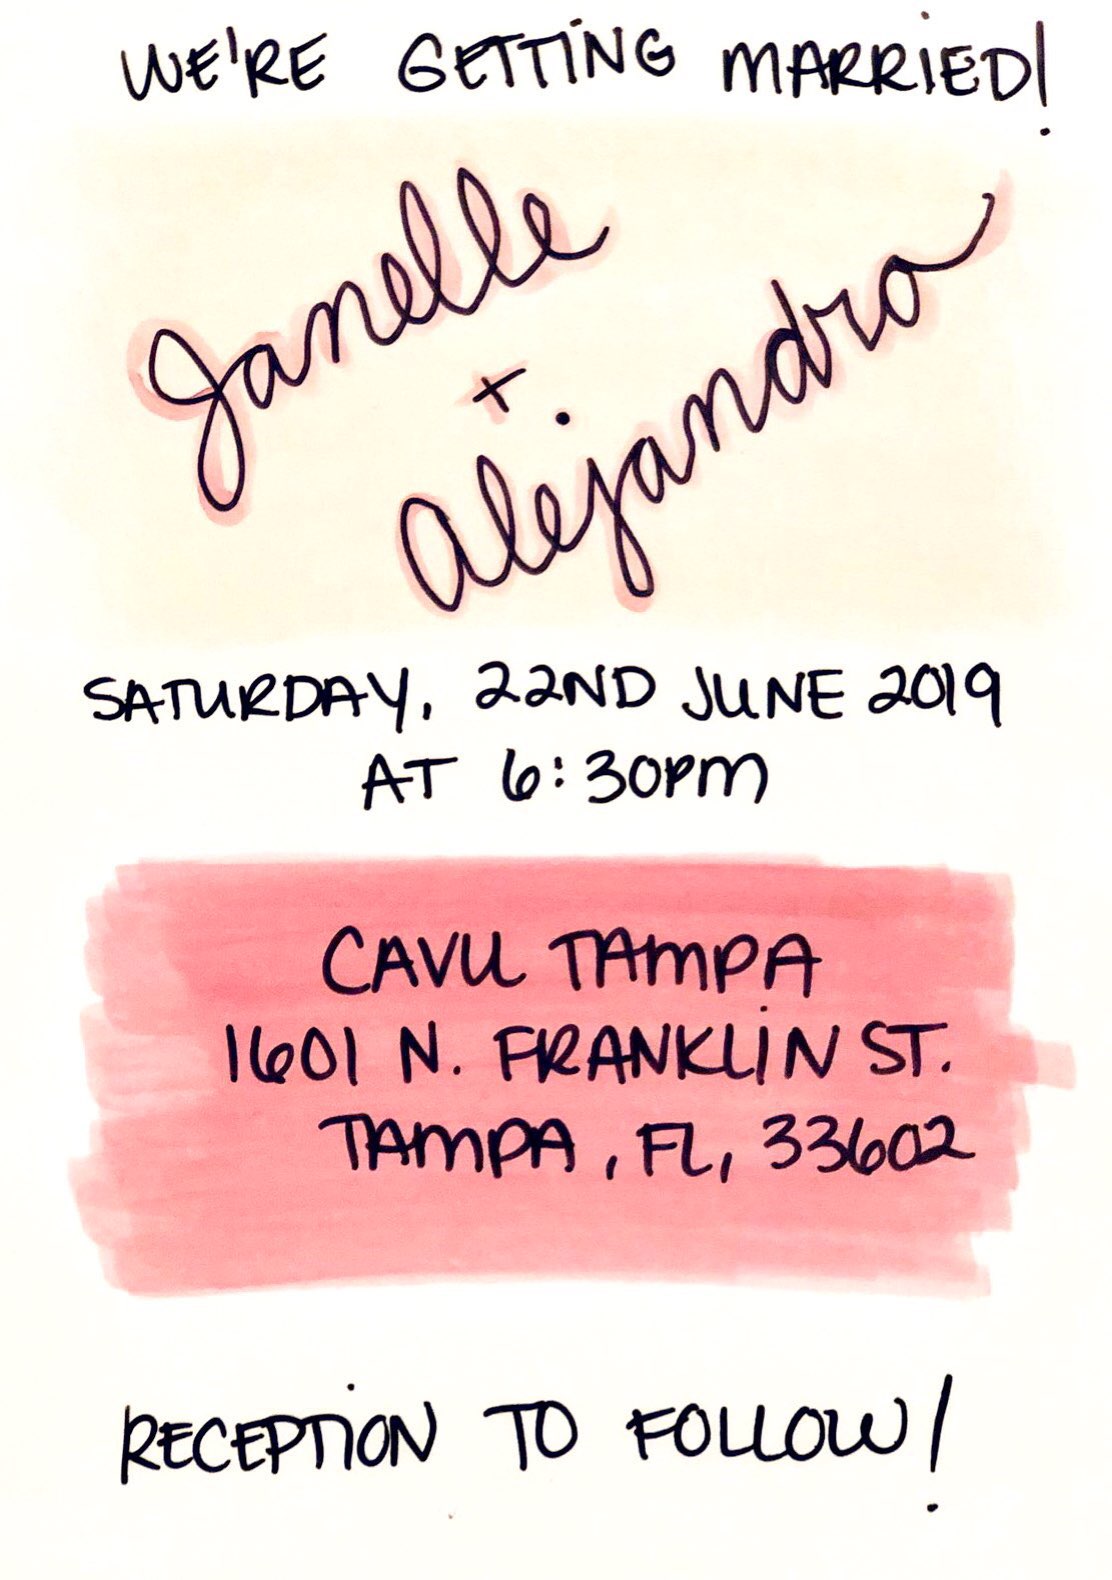 WE'RE GETTING MARRIED!
Janelle
+
Alejandra
SATURDAY, 22ND JUNE 2019
AT 6:30PM
CAVU TAMPA
1601 N. FRANKLIN ST.
TAMPA, FL, 33602
RECEPTION TO FOLLOW!